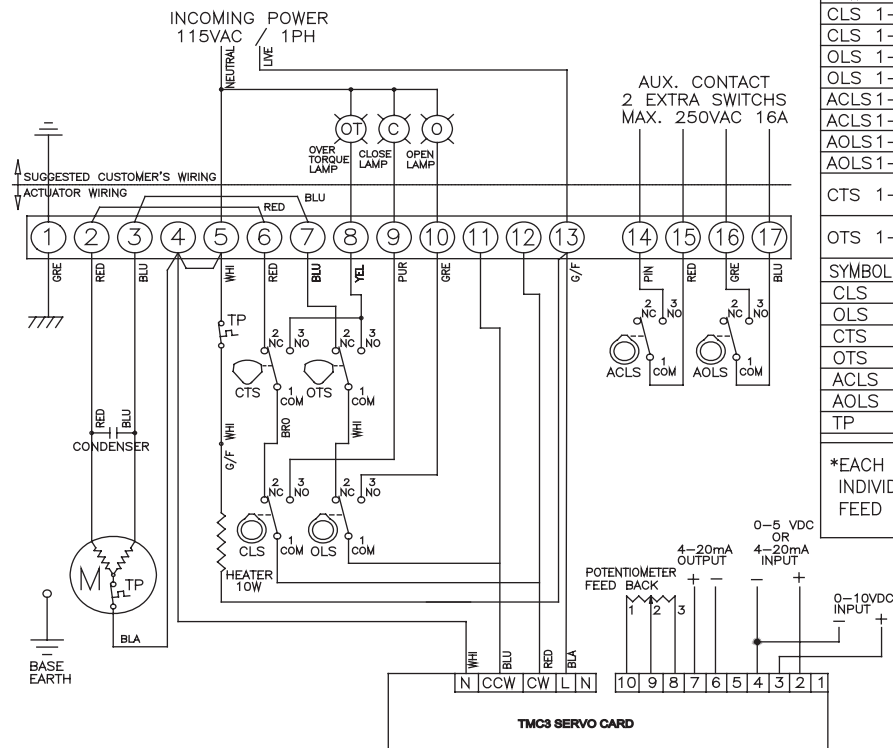 INCOMING POWER
115VAC 1PH
NEUTRAL
LIVE
AUX. CONTACT
2 EXTRA SWITCHS
MAX. 250VAC 16A
OT
C
O
OVER
TORQUE
LAMP
CLOSE
LAMP
OPEN
LAMP
SUGGESTED CUSTOMER'S WIRING
ACTUATOR WIRING
BLU
RED
1 2 3 4 5 6 7 8 9 10 11 12 13 14 15 16 17
GRE RED BLU WHI RED BLU YEL PUR GRE G/F PIN RED GRE BLU
TP
2 NC 3 NO
2 NC 3 NO
2 NC 3 NO
2 NC 3 NO
CTS
1 COM
OTS
1 COM
ACLS
1 COM
AOLS
1 COM
RED
BLU
CONDENSER
WHI
G/F
BRO
WHI
2 NC 3 NO
2 NC 3 NO
CLS
1 COM
OLS
1 COM
HEATER
10W
M
TP
BLA
BASE
EARTH
POTENTIOMETER
FEED BACK
1 2 3
4-20mA
OUTPUT
+ -
0-5 VDC
OR
4-20mA
INPUT
- +
0-10VDC
INPUT
- +
WHI BLU RED BLA
N CCW CW L N
10 9 8 7 6 5 4 3 2 1
TMC3 SERVO CARD
CLS 1-
CLS 1-
OLS 1-
OLS 1-
ACLS 1-
ACLS 1-
AOLS 1-
AOLS 1-
CTS 1-
OTS 1-
SYMBOL
CLS
OLS
CTS
OTS
ACLS
AOLS
TP
*EACH
INDIVID
FEED